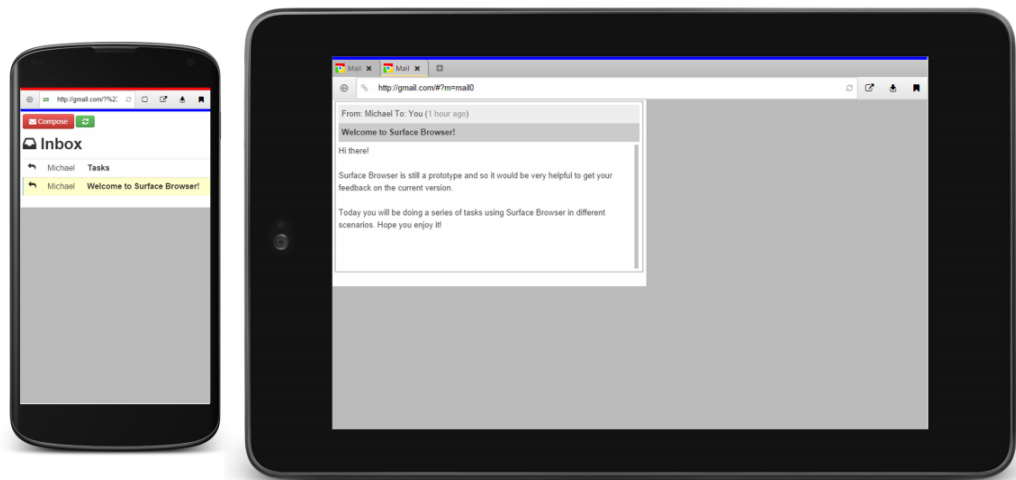 http://gmail.com/?%2
Compose
Inbox
Michael Tasks
Michael Welcome to Surface Browser!
Mail Mail
http://gmail.com/#?m=mail0
From: Michael To: You (1 hour ago)
Welcome to Surface Browser!
Hi there!
Surface Browser is still a prototype and so it would be very helpful to get your
feedback on the current version.
Today you will be doing a series of tasks using Surface Browser in different
scenarios. Hope you enjoy it!